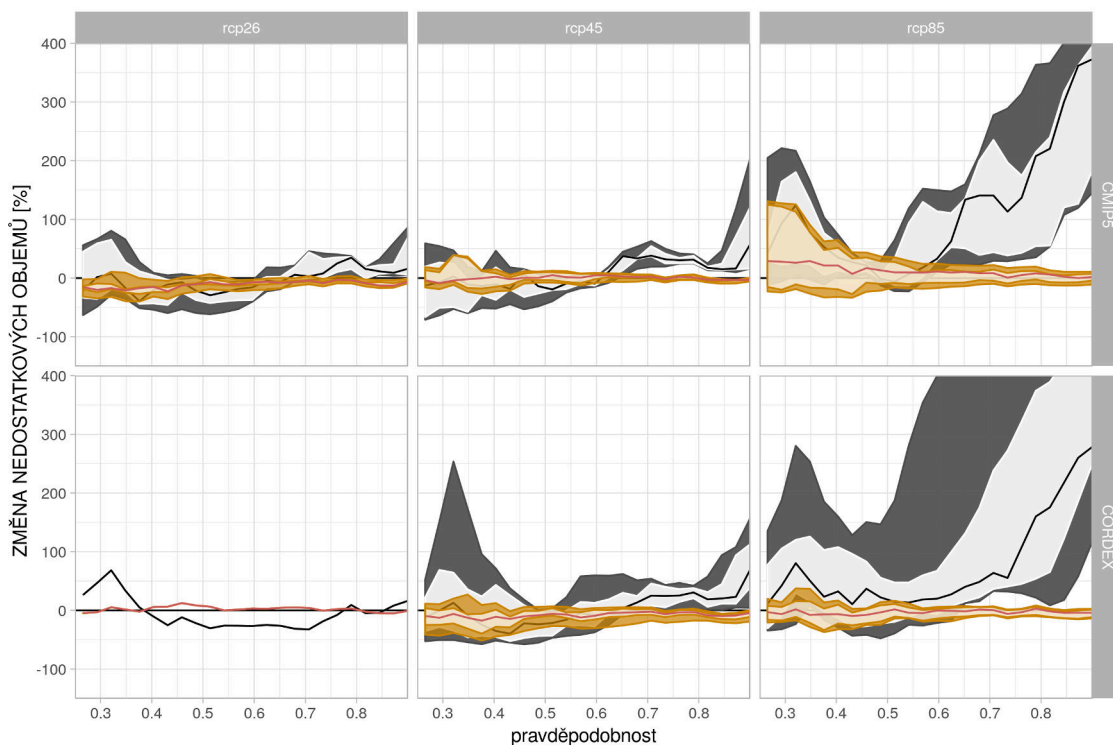 rcp26 rcp45 rcp85
400
300
200
100
0
-100
CMIP5
400
300
200
100
0
-100
CORDEX
0.3 0.4 0.5 0.6 0.7 0.8 0.3 0.4 0.5 0.6 0.7 0.8 0.3 0.4 0.5 0.6 0.7 0.8
pravděpodobnost
ZMĚNA NEDOSTATKOVÝCH OBJEMŮ [%]